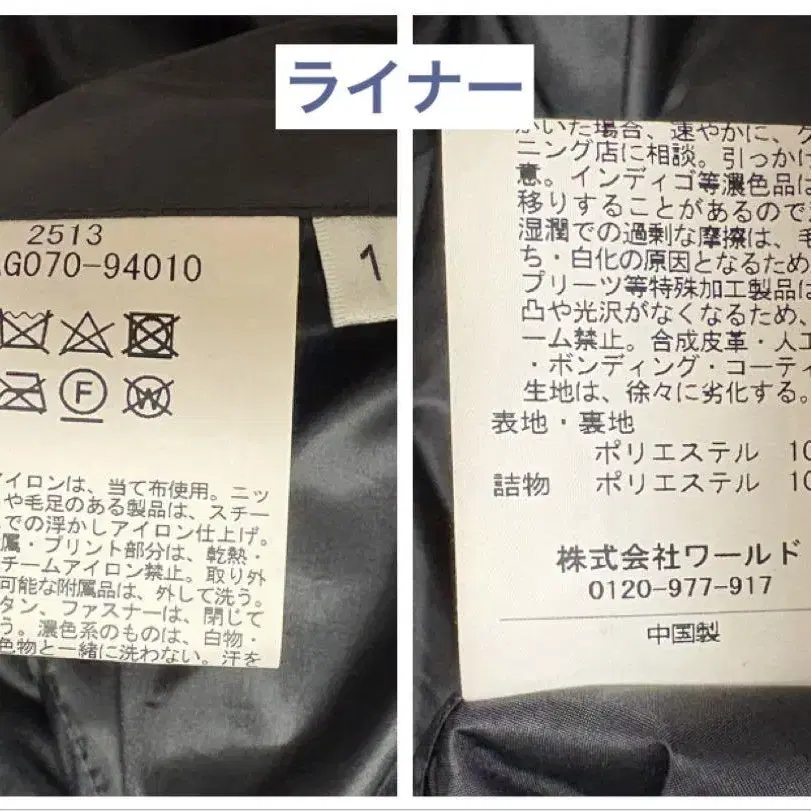 ライナー
2513
G070-94010
1
F
W
アイロンは、当て布使用。ニッ
や毛足のある製品は、スチー
での浮かしアイロン仕上げ。
属・プリント部分は、乾熱・
チームアイロン禁止。取り外
可能な附属品は、外して洗う。
タン、ファスナーは、閉じて
う。濃色系のものは、白物・
色物と一緒に洗わない。汗を
かいた場合、速やかに、ク
ニング店に相談。引っかけ
意。インディゴ等濃色品は
移りすることがあるので
湿潤での過剰な摩擦は、毛
ち・白化の原因となるため
プリーツ等特殊加工製品は
凸や光沢がなくなるため、
ーム禁止。合成皮革・人工
・ボンディング・コーティ
生地は、徐々に劣化する。
表地・裏地
ポリエステル 10
詰物 ポリエステル 10
株式会社ワールド
0120-977-917
中国製